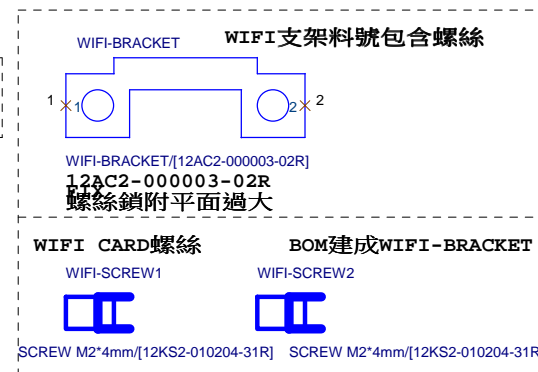 WIFI支架料號包含螺絲
WIFI-BRACKET
1 1 2 2
WIFI-BRACKET/[12AC2-000003-02R]
12AC2-000003-02R
FIX
螺絲鎖附平面過大
WIFI CARD螺絲 BOM建成WIFI-BRACKET
WIFI-SCREW1 WIFI-SCREW2
SCREW M2*4mm/[12KS2-010204-31R] SCREW M2*4mm/[12KS2-010204-31R